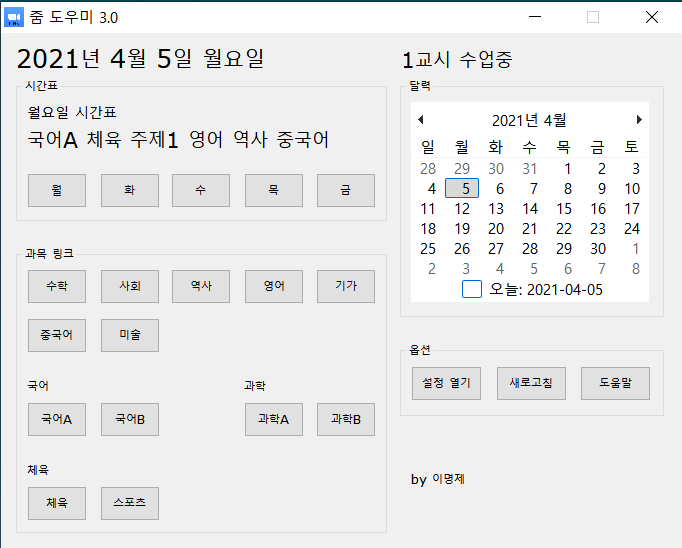 줌 도우미 3.0
2021년 4월 5일 월요일
1교시 수업중
시간표
월요일 시간표
국어A 체육 주제1 영어 역사 중국어
월 화 수 목 금
과목 링크
수학 사회 역사 영어 기가
중국어 미술
국어 과학
국어A 국어B 과학A 과학B
체육
체육 스포츠
달력
2021년 4월
일 월 화 수 목 금 토
28 29 30 31 1 2 3
4 5 6 7 8 9 10
11 12 13 14 15 16 17
18 19 20 21 22 23 24
25 26 27 28 29 30 1
2 3 4 5 6 7 8
오늘: 2021-04-05
옵션
설정 열기 새로고침 도움말
by 이명제